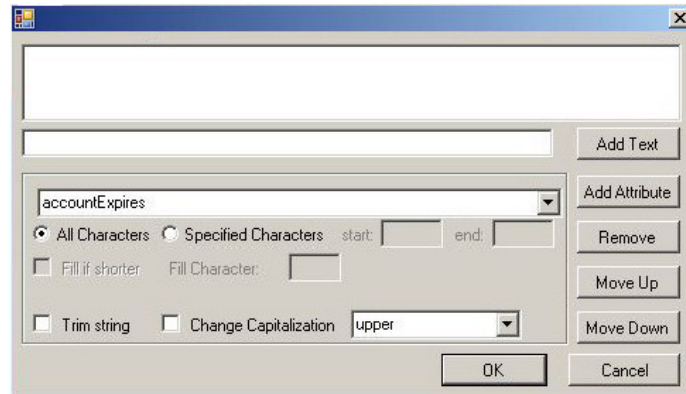 Add Text
accountExpires
Add Attribute
All Characters Specified Characters start: end:
Remove
Fill if shorter Fill Character:
Move Up
Trim string Change Capitalization upper
Move Down
OK Cancel